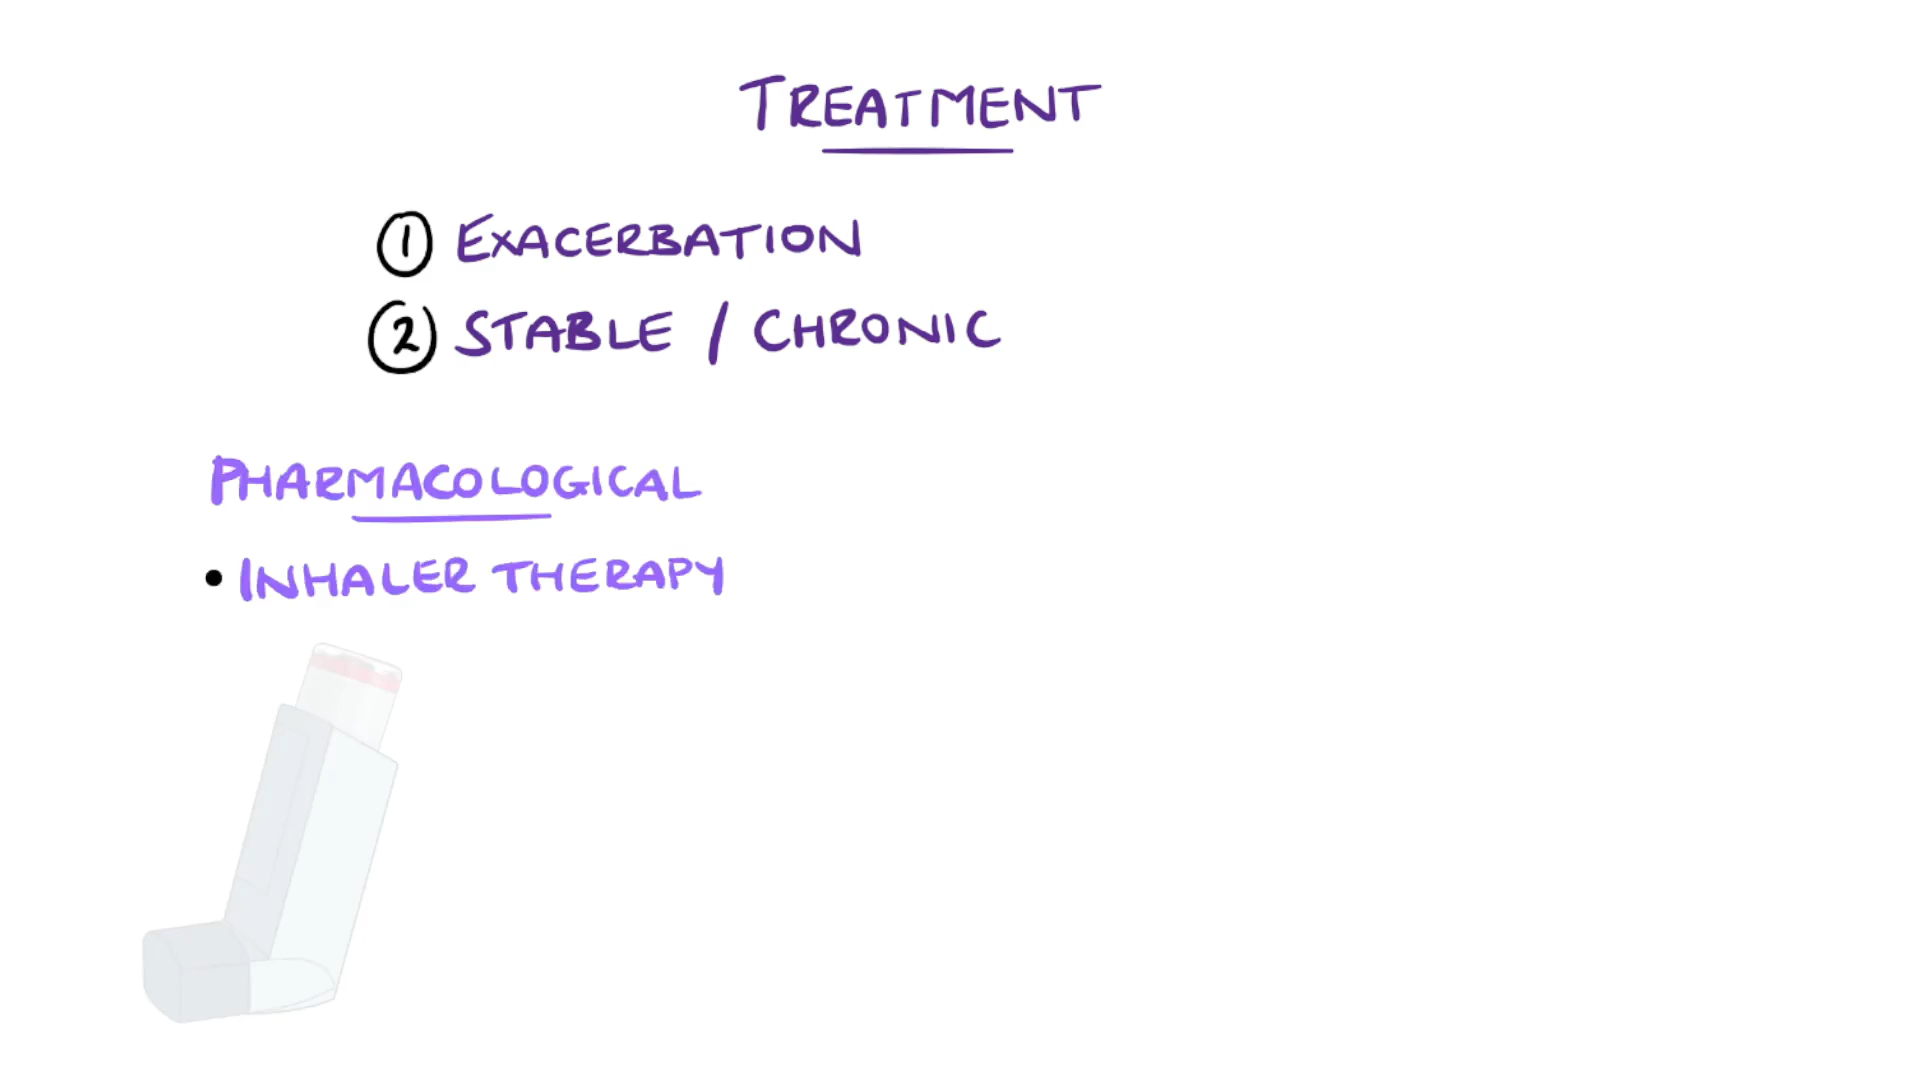 TREATMENT
① EXACERBATION
② STABLE / CHRONIC
PHARMACOLOGICAL
• INHALER THERAPY